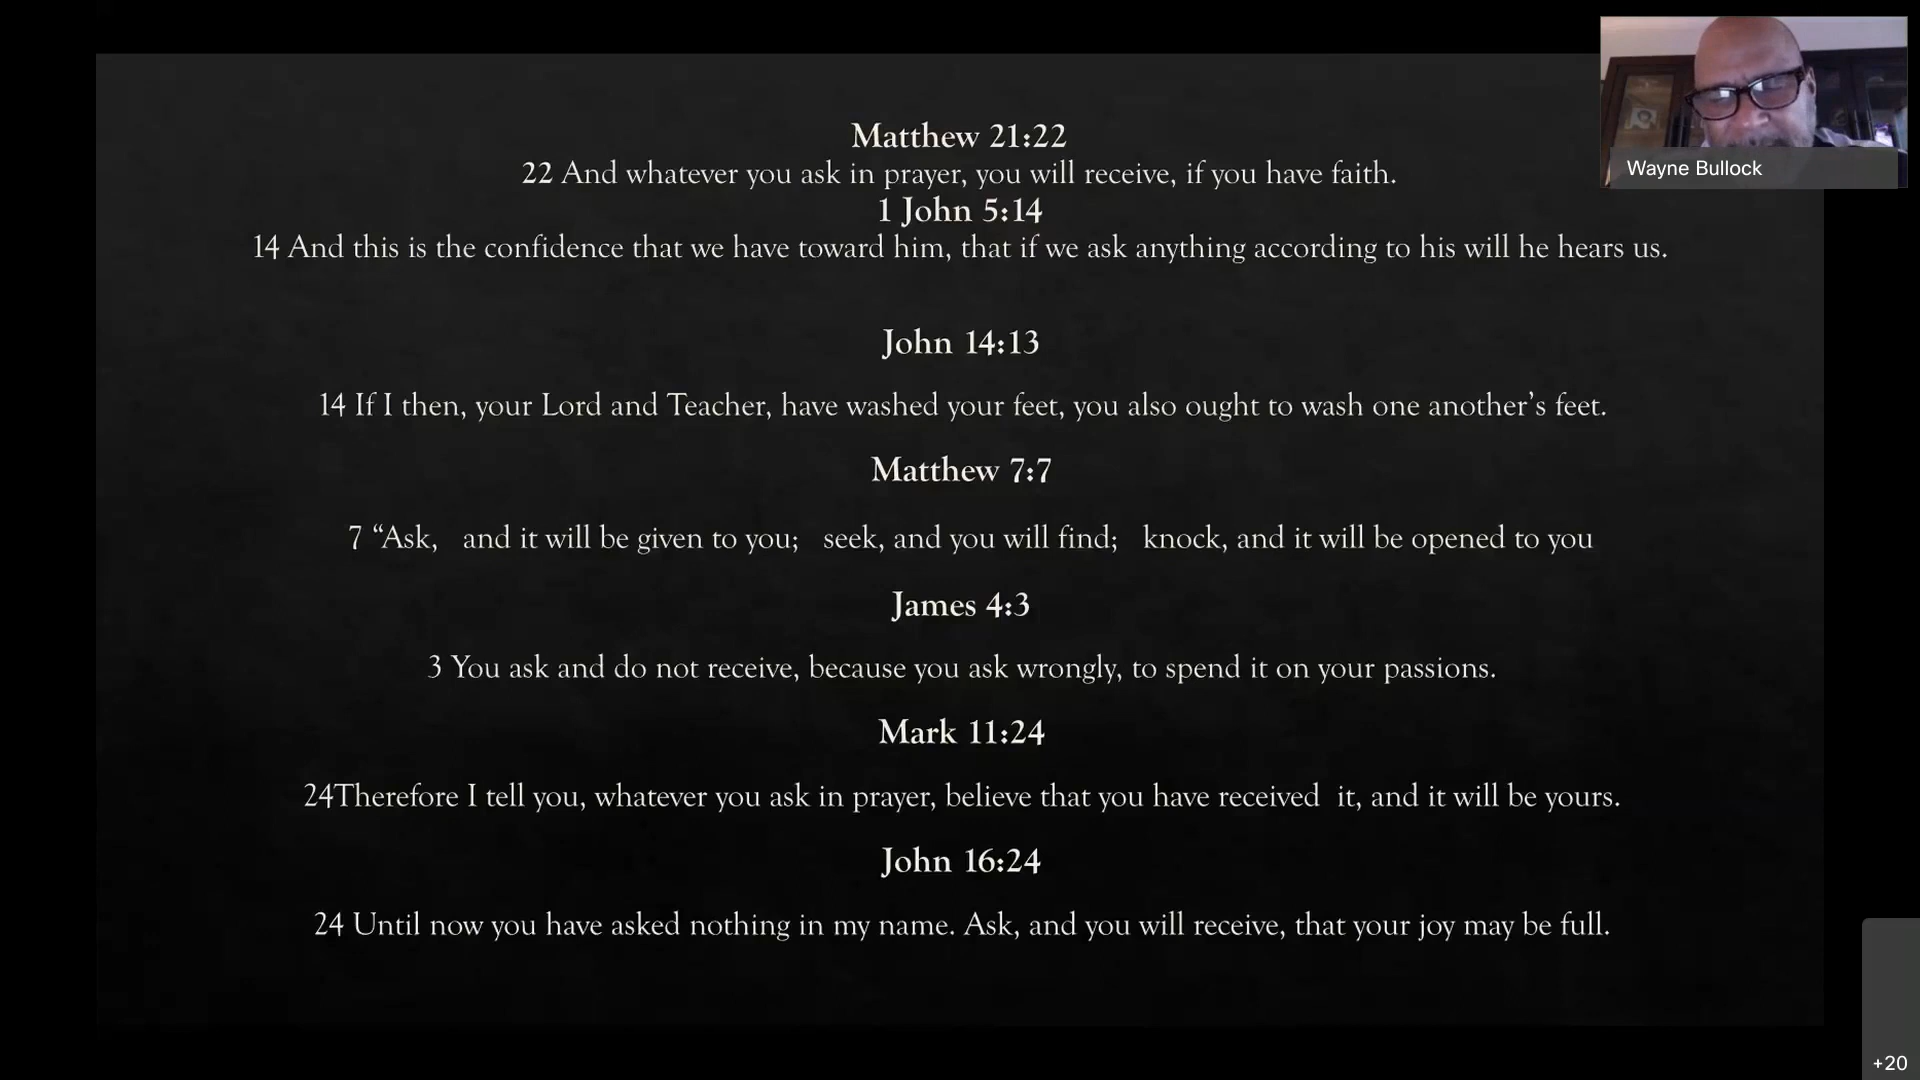 Matthew 21:22
22 And whatever you ask in prayer, you will receive, if you have faith.
1 John 5:14
14 And this is the confidence that we have toward him, that if we ask anything according to his will he hears us.
John 14:13
14 If I then, your Lord and Teacher, have washed your feet, you also ought to wash one another’s feet.
Matthew 7:7
7 “Ask, and it will be given to you; seek, and you will find; knock, and it will be opened to you
James 4:3
3 You ask and do not receive, because you ask wrongly, to spend it on your passions.
Mark 11:24
24Therefore I tell you, whatever you ask in prayer, believe that you have received it, and it will be yours.
John 16:24
24 Until now you have asked nothing in my name. Ask, and you will receive, that your joy may be full.
Wayne Bullock
+20